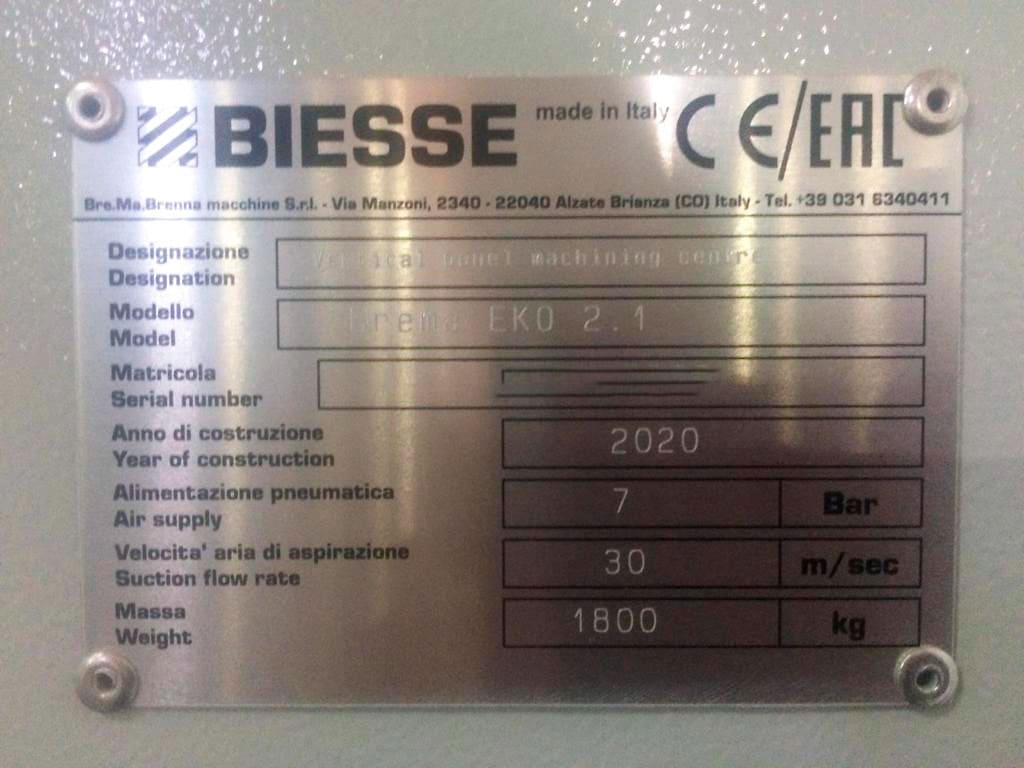 BIESSE made in Italy CE/EAC
Bre.Ma.Brenna macchine S.r.l. - Via Manzoni, 2340 - 22040 Alzate Brianza (CO) Italy - Tel. +39 031 6340411
Designazione
Designation
Vertical panel machining centre
Modello
Model
Brema EKO 2.1
Matricola
Serial number
Anno di costruzione
Year of construction
2020
Alimentazione pneumatica
Air supply
7 Bar
Velocita' aria di aspirazione
Suction flow rate
30 m/sec
Massa
Weight
1800 kg